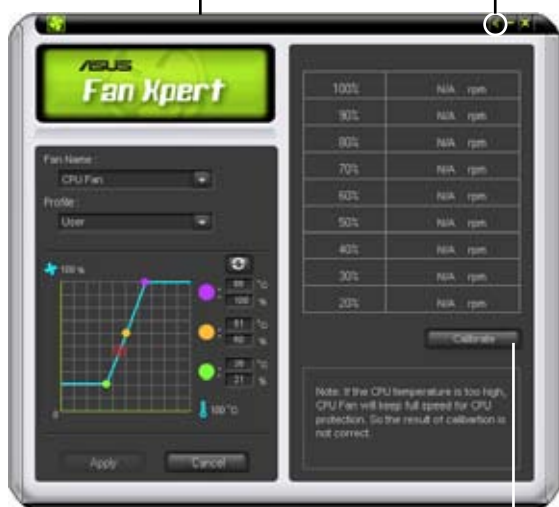 ASUS
Fan Xpert
Fan Name :
CPU Fan
Profile :
User
100 %
°C
100 %
°C
%
°C
21 %
0
100 °C
Apply
Cancel
100% N/A rpm
90% N/A rpm
80% N/A rpm
70% N/A rpm
60% N/A rpm
50% N/A rpm
40% N/A rpm
30% N/A rpm
20% N/A rpm
Calibrate
Note: If the CPU temperature is too high,
CPU Fan will keep full speed for CPU
protection. So the result of calibartion is
not correct.